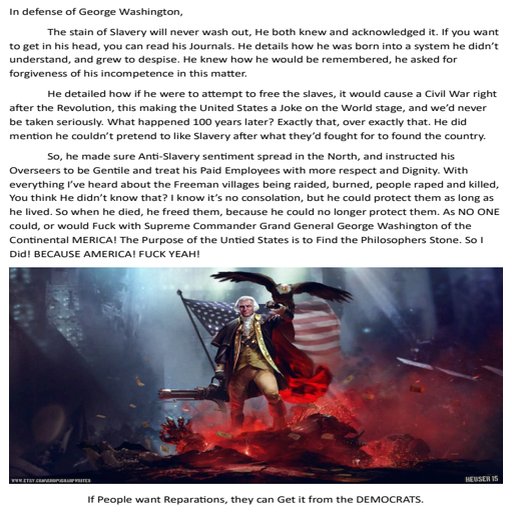 In defense of George Washington,
The stain of Slavery will never wash out, He both knew and acknowledged it. If you want
to get in his head, you can read his Journals. He details how he was born into a system he didn't
understand, and grew to despise. He knew how he would be remembered, he asked for
forgiveness of his incompetence in this matter.
He detailed how if he were to attempt to free the slaves, it would cause a Civil War right
after the Revolution, this making the United States a Joke on the World stage, and we'd never
be taken seriously. What happened 100 years later? Exactly that, over exactly that. He did
mention he couldn't pretend to like Slavery after what they'd fought for to found the country.
So, he made sure Anti-Slavery sentiment spread in the North, and instructed his
Overseers to be Gentile and treat his Paid Employees with more respect and Dignity. With
everything I've heard about the Freeman villages being raided, burned, people raped and killed,
You think He didn't know that? I know it's no consolation, but he could protect them as long as
he lived. So when he died, he freed them, because he could no longer protect them. As NO ONE
could, or would Fuck with Supreme Commander Grand General George Washington of the
Continental MERICA! The Purpose of the Untied States is to Find the Philosophers Stone. So I
Did! BECAUSE AMERICA! FUCK YEAH!
HEUSER 15
If People want Reparations, they can Get it from the DEMOCRATS.